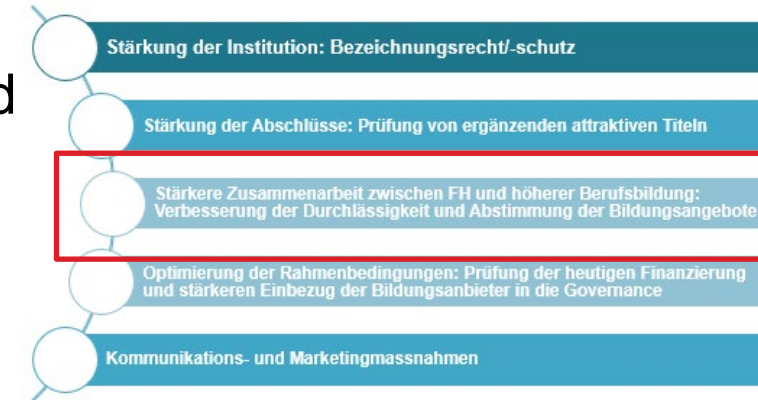 Stärkung der Institution: Bezeichnungsrecht/-schutz
d
Stärkung der Abschlüsse: Prüfung von ergänzenden attraktiven Titeln
Stärkere Zusammenarbeit zwischen FH und höherer Berufsbildung:
Verbesserung der Durchlässigkeit und Abstimmung der Bildungsangebote
Optimierung der Rahmenbedingungen: Prüfung der heutigen Finanzierung
und stärkeren Einbezug der Bildungsanbieter in die Governance
Kommunikations- und Marketingmassnahmen